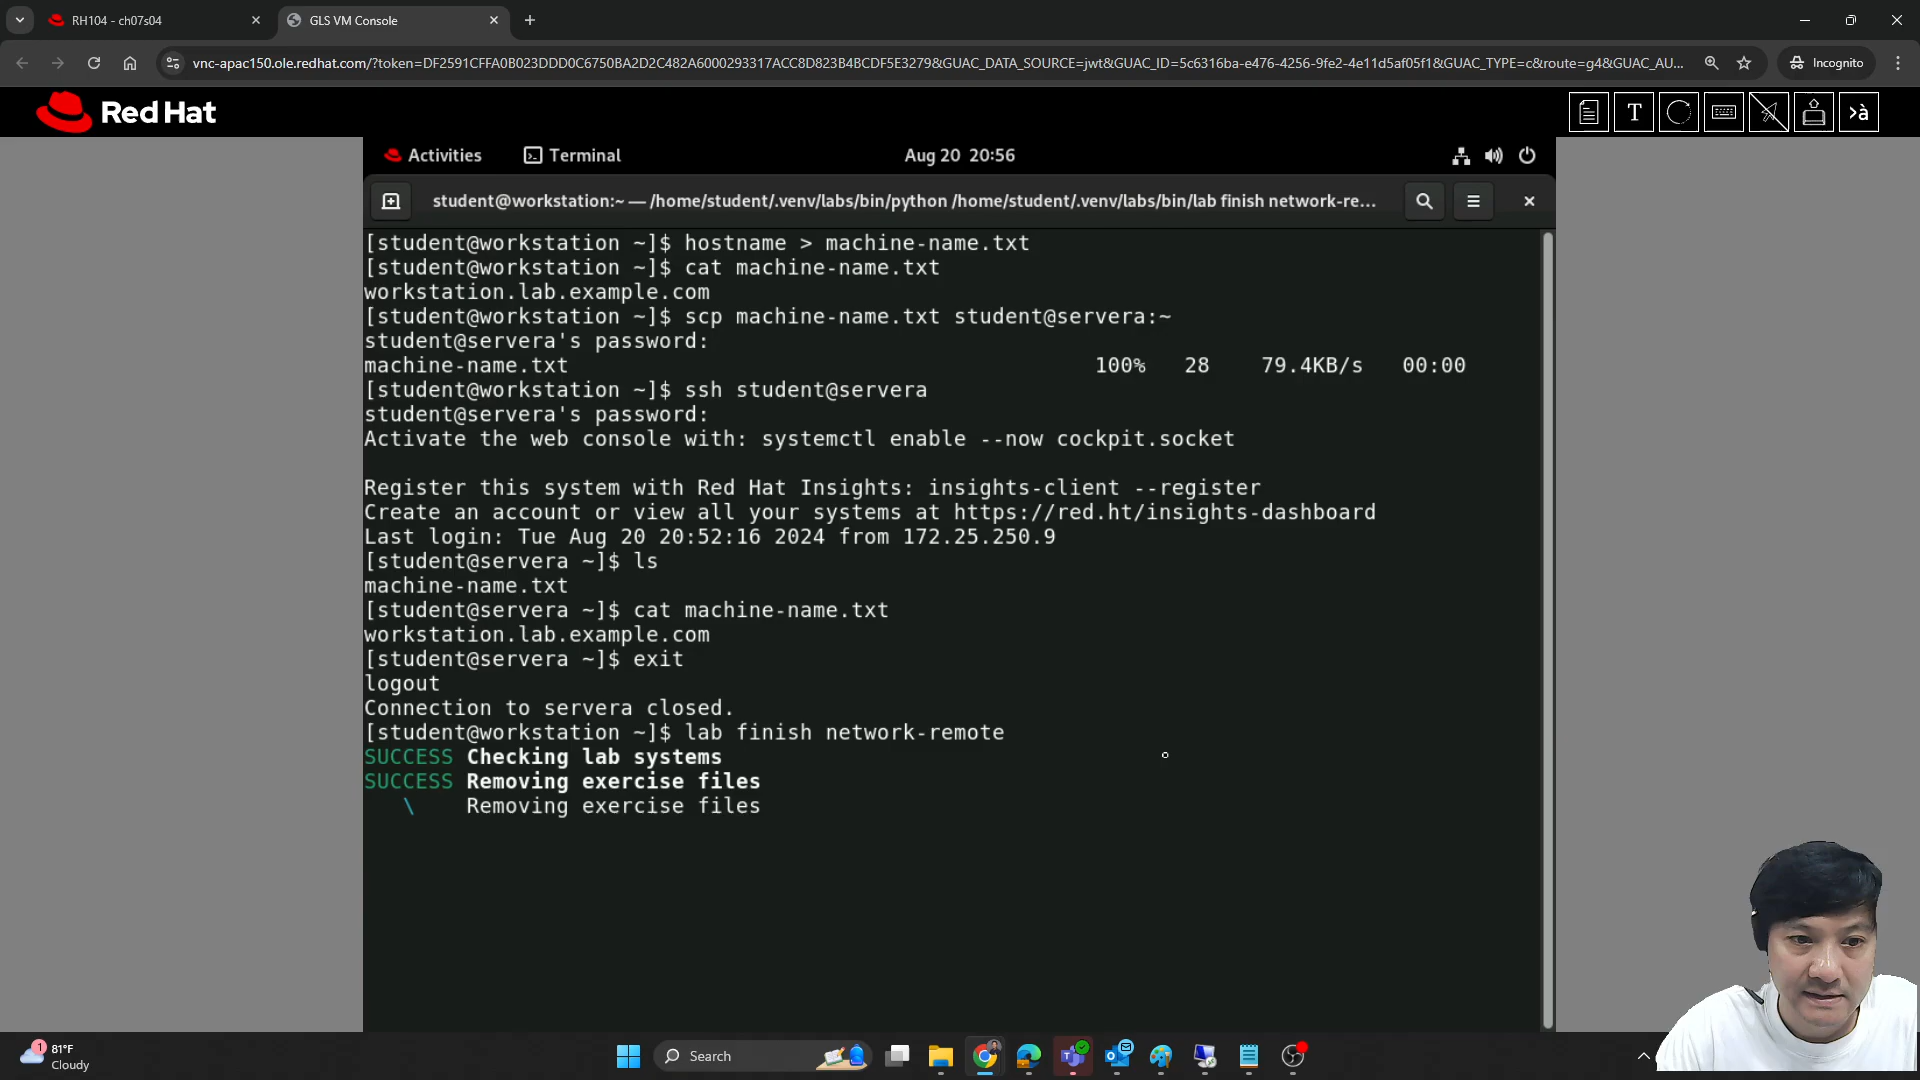 RH104 - ch07s04
GLS VM Console
vnc-apac150.ole.redhat.com/?token=DF2591CFFA0B023DDD0C6750BA2D2C482A6000293317ACC8D823B4BCDF5E3279&GUAC_DATA_SOURCE=jwt&GUAC_ID=5c6316ba-e476-4256-9fe2-4e11d5af05f1&GUAC_TYPE=c&route=g4&GUAC_AU...
Incognito
Red Hat
T
>à
Activities
Terminal
Aug 20 20:56
student@workstation:~ — /home/student/.venv/labs/bin/python /home/student/.venv/labs/bin/lab finish network-re...
[student@workstation ~]$ hostname > machine-name.txt
[student@workstation ~]$ cat machine-name.txt
workstation.lab.example.com
[student@workstation ~]$ scp machine-name.txt student@servera:~
student@servera's password:
machine-name.txt 100% 28 79.4KB/s 00:00
[student@workstation ~]$ ssh student@servera
student@servera's password:
Activate the web console with: systemctl enable --now cockpit.socket
Register this system with Red Hat Insights: insights-client --register
Create an account or view all your systems at https://red.ht/insights-dashboard
Last login: Tue Aug 20 20:52:16 2024 from 172.25.250.9
[student@servera ~]$ ls
machine-name.txt
[student@servera ~]$ cat machine-name.txt
workstation.lab.example.com
[student@servera ~]$ exit
logout
Connection to servera closed.
[student@workstation ~]$ lab finish network-remote
SUCCESS Checking lab systems
SUCCESS Removing exercise files
\ Removing exercise files
1
81°F
Cloudy
Search